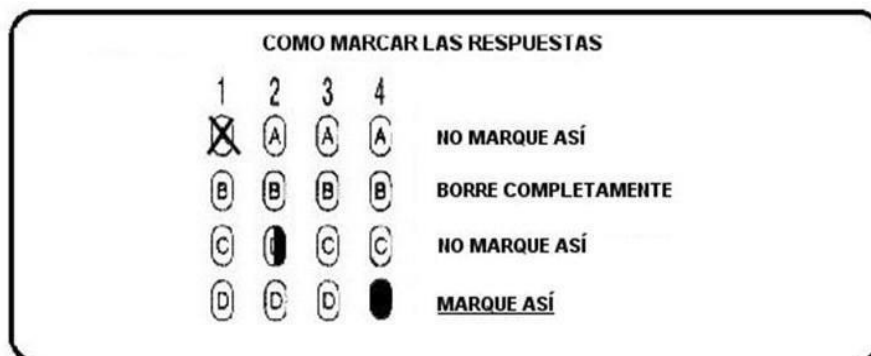 COMO MARCAR LAS RESPUESTAS
1 2 3 4
A A A NO MARQUE ASÍ
B B B B BORRE COMPLETAMENTE
C C C NO MARQUE ASÍ
D D D MARQUE ASÍ